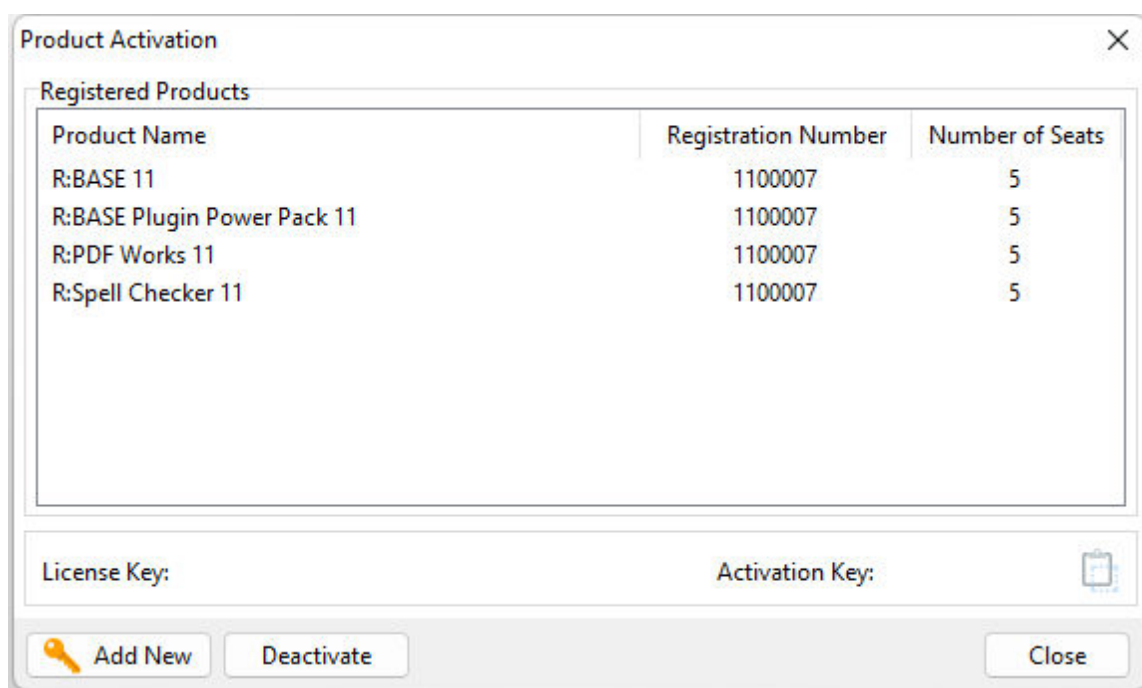 Product Activation
Registered Products
Product Name Registration Number Number of Seats
R:BASE 11 1100007 5
R:BASE Plugin Power Pack 11 1100007 5
R:PDF Works 11 1100007 5
R:Spell Checker 11 1100007 5
License Key: Activation Key:
Add New Deactivate Close